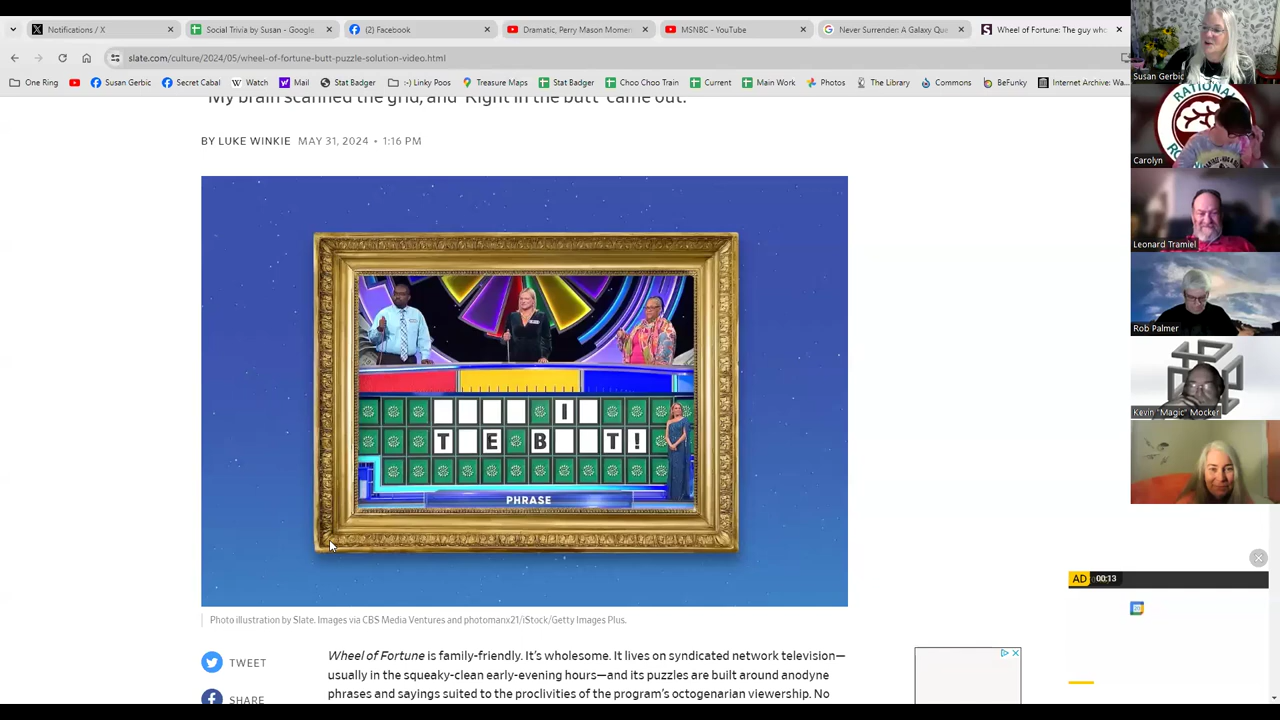 Notifications / X
Social Trivia by Susan - Google
(2) Facebook
Dramatic, Perry Mason Mome
MSNBC - YouTube
Never Surrender: A Galaxy Que
Wheel of Fortune: The guy who
slate.com/culture/2024/05/wheel-of-fortune-butt-puzzle-solution-video.html
One Ring
Susan Gerbic
Secret Cabal
Watch
Mail
Stat Badger
:-) Linky Poos
Treasure Maps
Stat Badger
Choo Choo Train
Current
Main Work
Photos
The Library
Commons
BeFunky
Internet Archive: Wa...
"My brain scanned the grid, and 'Right in the butt' came out."
BY LUKE WINKIE MAY 31, 2024 • 1:16 PM
I
T E B T!
PHRASE
Photo illustration by Slate. Images via CBS Media Ventures and photomanx21/iStock/Getty Images Plus.
TWEET
SHARE
Wheel of Fortune is family-friendly. It's wholesome. It lives on syndicated network television—
usually in the squeaky-clean early-evening hours—and its puzzles are built around anodyne
phrases and sayings suited to the proclivities of the program's octogenarian viewership. No
Susan Gerbic
RATIONAL
Carolyn
Leonard Tramiel
Rob Palmer
Kevin "Magic" Mocker
AD 00:13